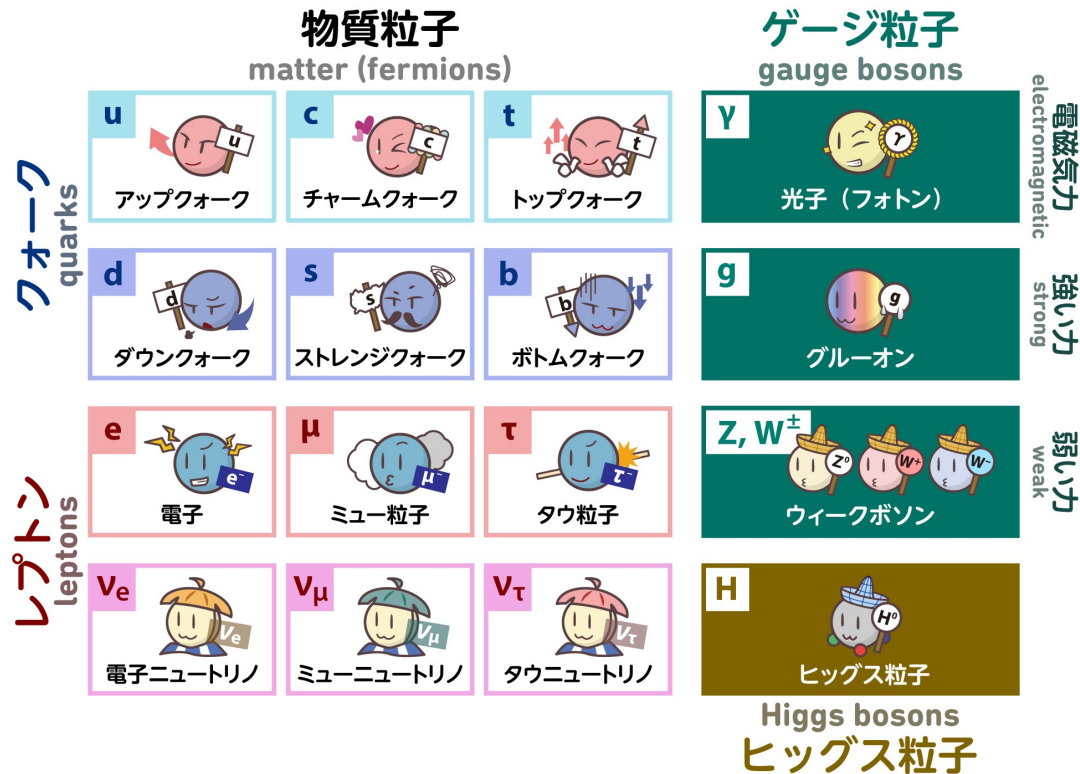 物質粒子
matter (fermions)
ゲージ粒子
gauge bosons
クォーク
quarks
u
u
アップクォーク
c
c
チャームクォーク
t
t
トップクォーク
γ
γ
光子（フォトン）
電磁気力
electromagnetic
d
d
ダウンクォーク
s
s
ストレンジクォーク
b
b
ボトムクォーク
g
g
グルーオン
強い力
strong
レプトン
leptons
e
e⁻
電子
μ
μ⁻
ミュー粒子
τ
τ⁻
タウ粒子
Z, W±
Z⁰
W⁺
W⁻
ウィークボソン
弱い力
weak
νe
νe
電子ニュートリノ
νμ
νμ
ミューニュートリノ
ντ
ντ
タウニュートリノ
H
H⁰
ヒッグス粒子
Higgs bosons
ヒッグス粒子